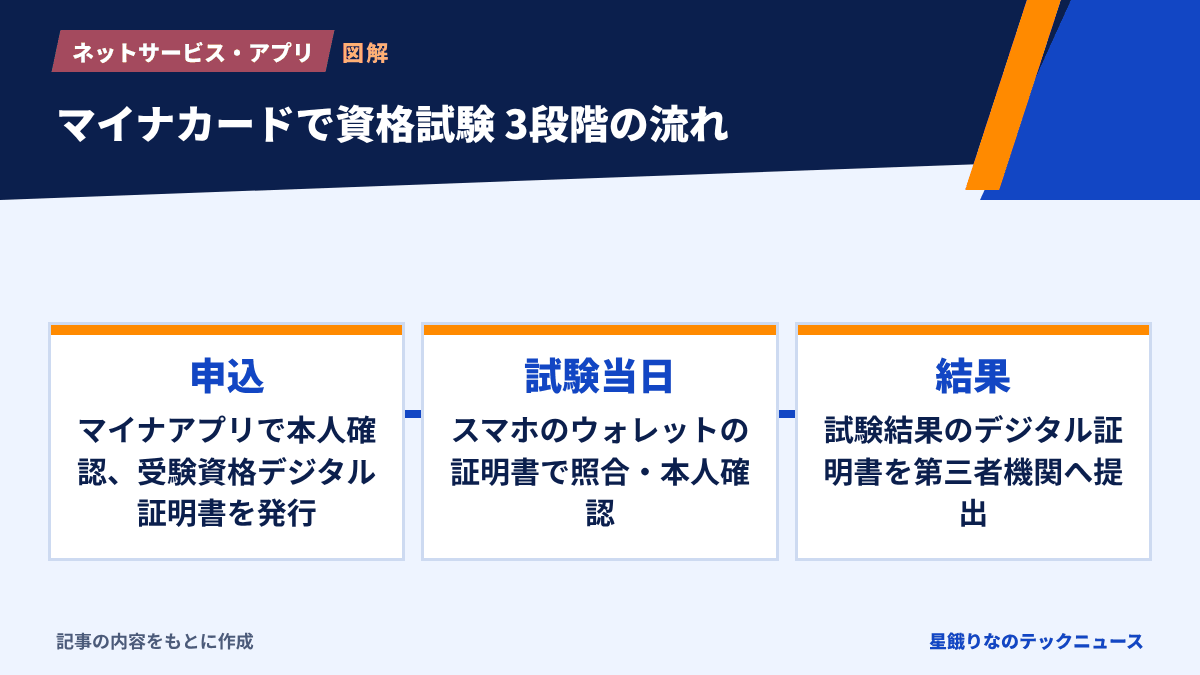 ネットサービス・アプリ 図解
マイナカードで資格試験 3段階の流れ
申込
マイナアプリで本人確
認、受験資格デジタル
証明書を発行
試験当日
スマホのウォレットの
証明書で照合・本人確
認
結果
試験結果のデジタル証
明書を第三者機関へ提
出
記事の内容をもとに作成
星餓りなのテックニュース